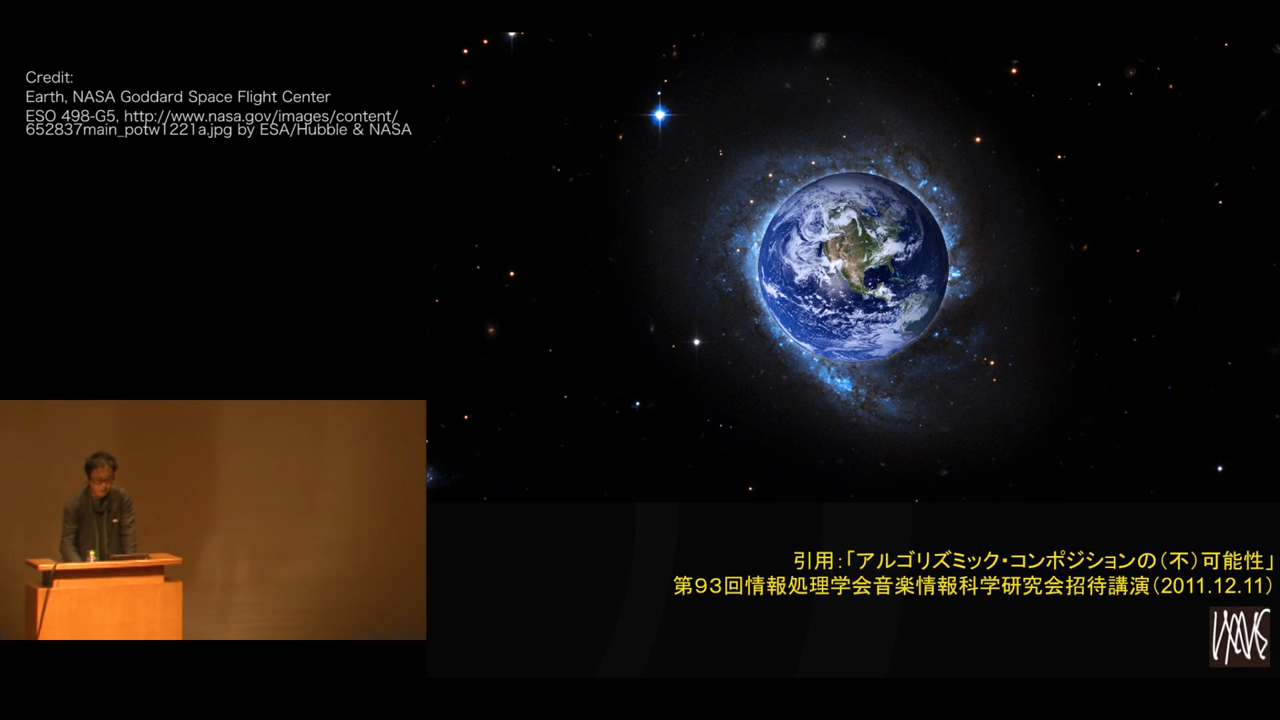 Credit:
Earth, NASA Goddard Space Flight Center
ESO 498-G5, http://www.nasa.gov/images/content/
652837main_potw1221a.jpg by ESA/Hubble & NASA
引用：「アルゴリズミック・コンポジションの（不）可能性」
第９３回情報処理学会音楽情報科学研究会招待講演（2011.12.11）